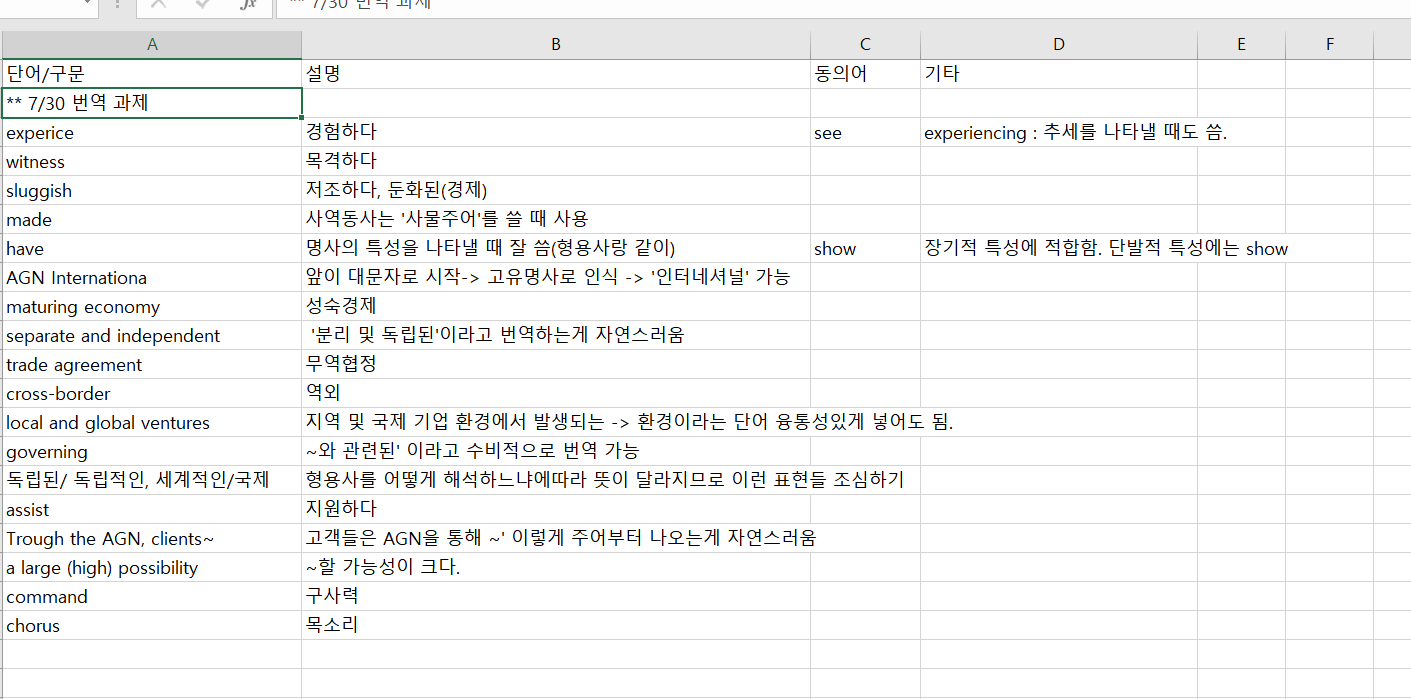 fx ** 7/30 번역 과제
A B C D E F
단어/구문 설명 동의어 기타
** 7/30 번역 과제
experice 경험하다 see experiencing : 추세를 나타낼 때도 씀.
witness 목격하다
sluggish 저조하다, 둔화된(경제)
made 사역동사는 '사물주어'를 쓸 때 사용
have 명사의 특성을 나타낼 때 잘 씀(형용사랑 같이) show 장기적 특성에 적합함. 단발적 특성에는 show
AGN Internationa 앞이 대문자로 시작-> 고유명사로 인식 -> '인터네셔널' 가능
maturing economy 성숙경제
separate and independent '분리 및 독립된'이라고 번역하는게 자연스러움
trade agreement 무역협정
cross-border 역외
local and global ventures 지역 및 국제 기업 환경에서 발생되는 -> 환경이라는 단어 융통성있게 넣어도 됨.
governing ~와 관련된' 이라고 수비적으로 번역 가능
독립된/ 독립적인, 세계적인/국제 형용사를 어떻게 해석하느냐에따라 뜻이 달라지므로 이런 표현들 조심하기
assist 지원하다
Trough the AGN, clients~ 고객들은 AGN을 통해 ~' 이렇게 주어부터 나오는게 자연스러움
a large (high) possibility ~할 가능성이 크다.
command 구사력
chorus 목소리